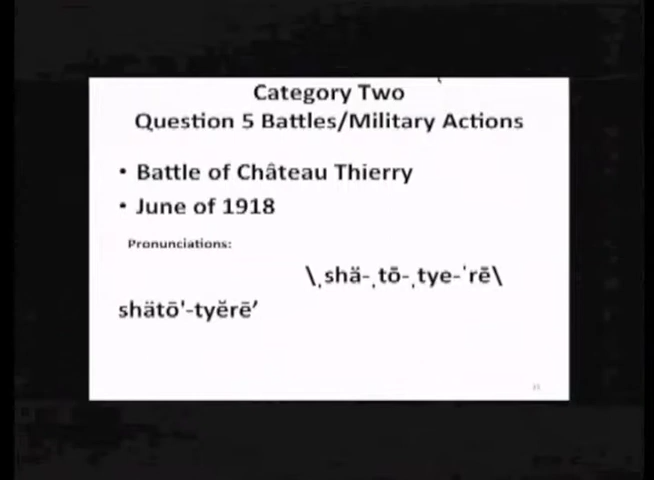 Category Two
Question 5 Battles/Military Actions
• Battle of Château Thierry
• June of 1918
Pronunciations:
\ˌshä-ˌtō-ˌtye-ˈrē\
shätō'-tyĕrē′